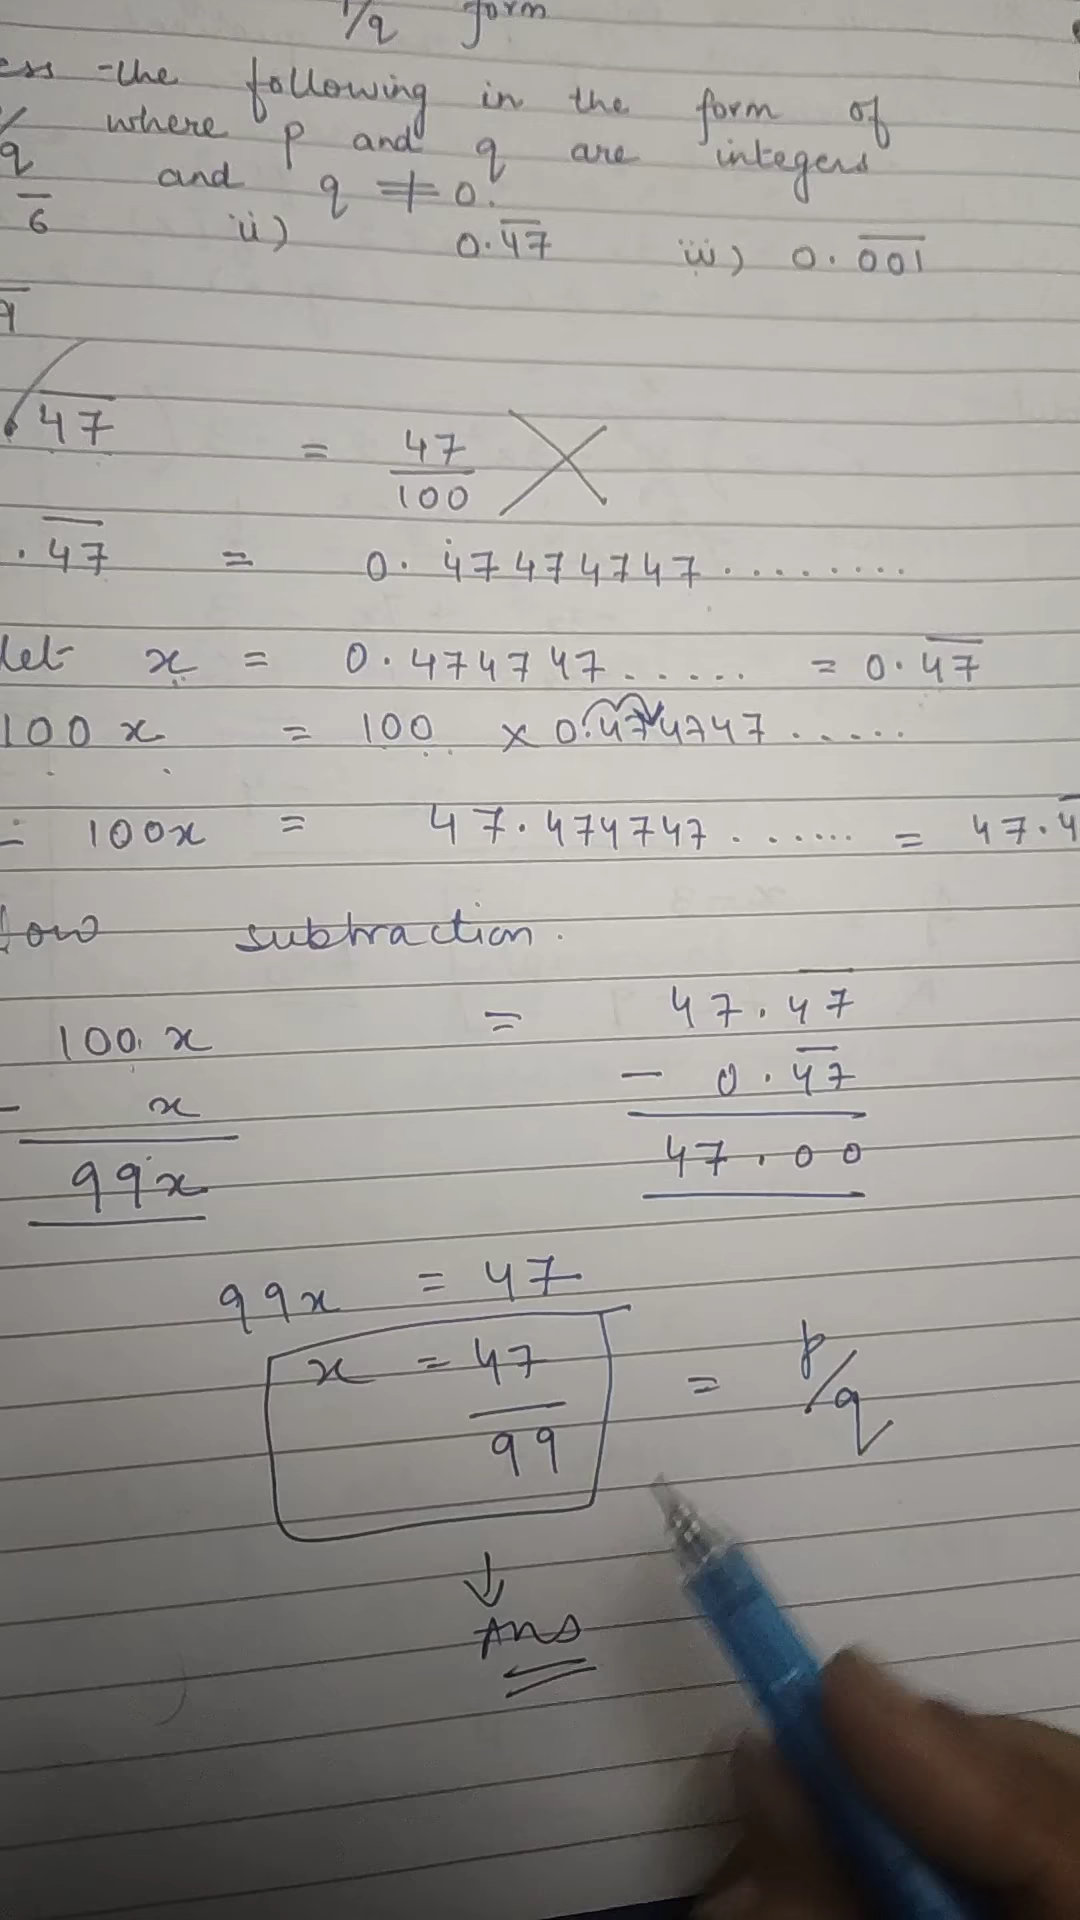 /q form
ess the following in the form of
/q where p and q are integers
and q ≠ 0.
6̅ ii) 0.4̅7̅ iii) 0.0̅0̅1̅
.4̅7̅ = 47/100
.4̅7̅ = 0.47474747........
let x = 0.474747...... = 0.4̅7̅
100x = 100 × 0.474747......
= 100x = 47.474747....... = 47.4̅
subtraction.
100x = 47.4̅7̅
- x - 0.4̅7̅
99x 47.00
99x = 47
x = 47/99 = p/q
↓
Ans